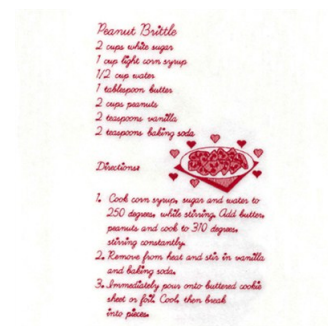 Peanut Brittle
2 cups white sugar
1 cup light corn syrup
1/2 cup water
1 tablespoon butter
2 cups peanuts
2 teaspoons vanilla
2 teaspoons baking soda
Directions:
1. Cook corn syrup, sugar and water to
250 degrees, while stirring. Add butter,
peanuts and cook to 310 degrees,
stirring constantly.
2. Remove from heat and stir in vanilla
and baking soda.
3. Immediately pour onto buttered cookie
sheet or foil. Cool, then break
into pieces.